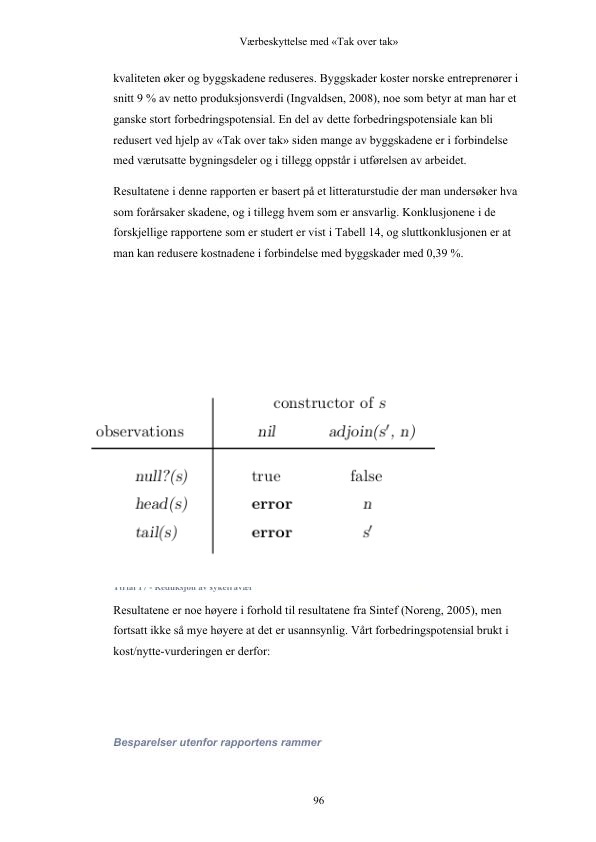 Værbeskyttelse med «Tak over tak»
kvaliteten øker og byggskadene reduseres. Byggskader koster norske entreprenører i
snitt 9 % av netto produksjonsverdi (Ingvaldsen, 2008), noe som betyr at man har et
ganske stort forbedringspotensial. En del av dette forbedringspotensiale kan bli
redusert ved hjelp av «Tak over tak» siden mange av byggskadene er i forbindelse
med værutsatte bygningsdeler og i tillegg oppstår i utførelsen av arbeidet.
Resultatene i denne rapporten er basert på et litteraturstudie der man undersøker hva
som forårsaker skadene, og i tillegg hvem som er ansvarlig. Konklusjonene i de
forskjellige rapportene som er studert er vist i Tabell 14, og sluttkonklusjonen er at
man kan redusere kostnadene i forbindelse med byggskader med 0,39 %.
constructor of s
observations nil adjoin(s′, n)
null?(s) true false
head(s) error n
tail(s) error s′
17 - Reduksjon av sykefravær
Resultatene er noe høyere i forhold til resultatene fra Sintef (Noreng, 2005), men
fortsatt ikke så mye høyere at det er usannsynlig. Vårt forbedringspotensial brukt i
kost/nytte-vurderingen er derfor:
Besparelser utenfor rapportens rammer
96